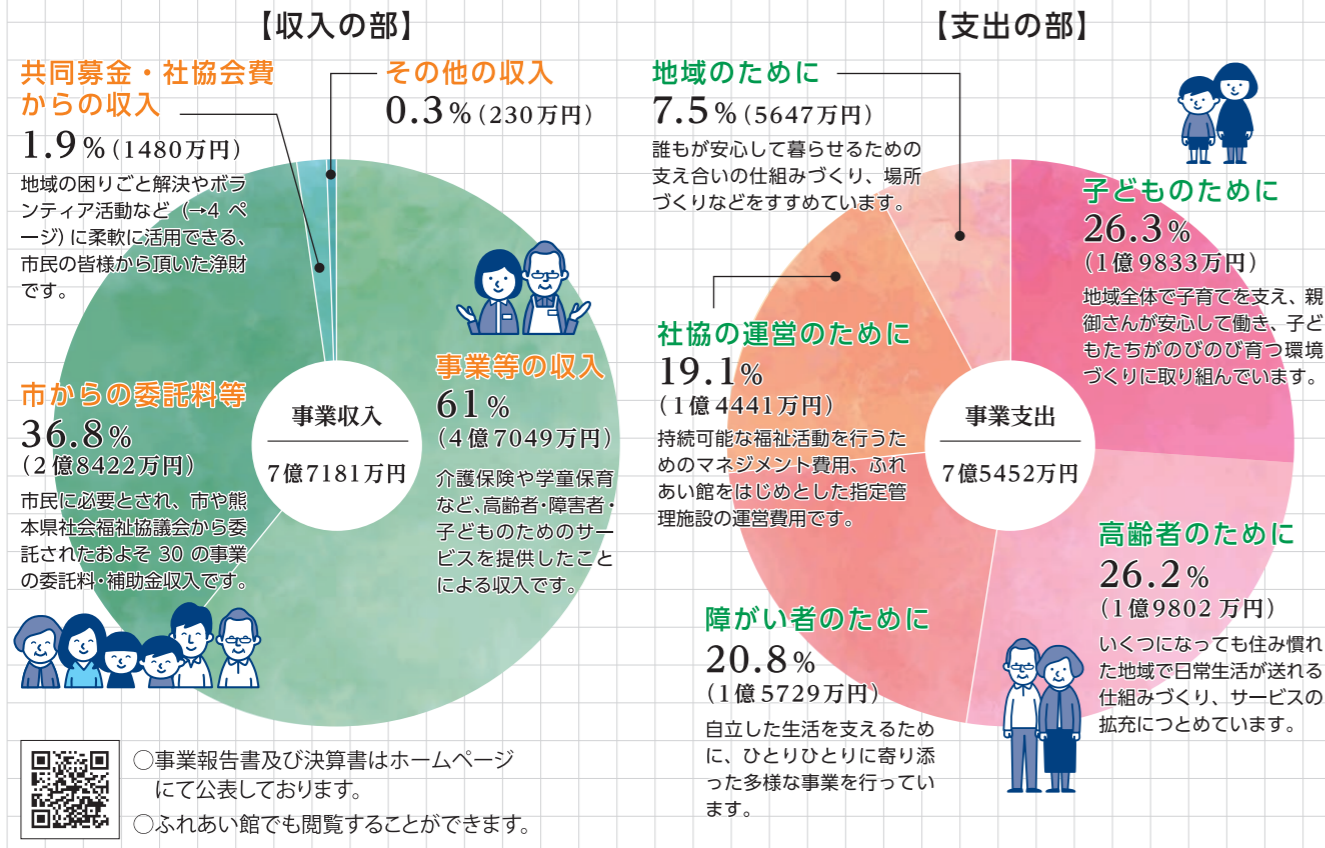 【収入の部】
共同募金・社協会費
からの収入
1.9%(1480万円)
地域の困りごと解決やボラ
ンティア活動など(→4 ペ
ージ)に柔軟に活用できる、
市民の皆様から頂いた浄財
です。
その他の収入
0.3%(230万円)
事業等の収入
61%
(4億7049万円)
介護保険や学童保育
など、高齢者・障害者・
子どものためのサー
ビスを提供したこと
による収入です。
市からの委託料等
36.8%
(2億8422万円)
市民に必要とされ、市や熊
本県社会福祉協議会から委
託されたおよそ 30 の事業
の委託料・補助金収入です。
事業収入
7億7181万円
○事業報告書及び決算書はホームページ
にて公表しております。
○ふれあい館でも閲覧することができます。
【支出の部】
地域のために
7.5%(5647万円)
誰もが安心して暮らせるための
支え合いの仕組みづくり、場所
づくりなどをすすめています。
子どものために
26.3%
(1億9833万円)
地域全体で子育てを支え、親
御さんが安心して働き、子ど
もたちがのびのび育つ環境
づくりに取り組んでいます。
社協の運営のために
19.1%
(1億4441万円)
持続可能な福祉活動を行うた
めのマネジメント費用、ふれ
あい館をはじめとした指定管
理施設の運営費用です。
事業支出
7億5452万円
高齢者のために
26.2%
(1億9802万円)
いくつになっても住み慣れ
た地域で日常生活が送れる
仕組みづくり、サービスの
拡充につとめています。
障がい者のために
20.8%
(1億5729万円)
自立した生活を支えるため
に、ひとりひとりに寄り添
った多様な事業を行ってい
ます。